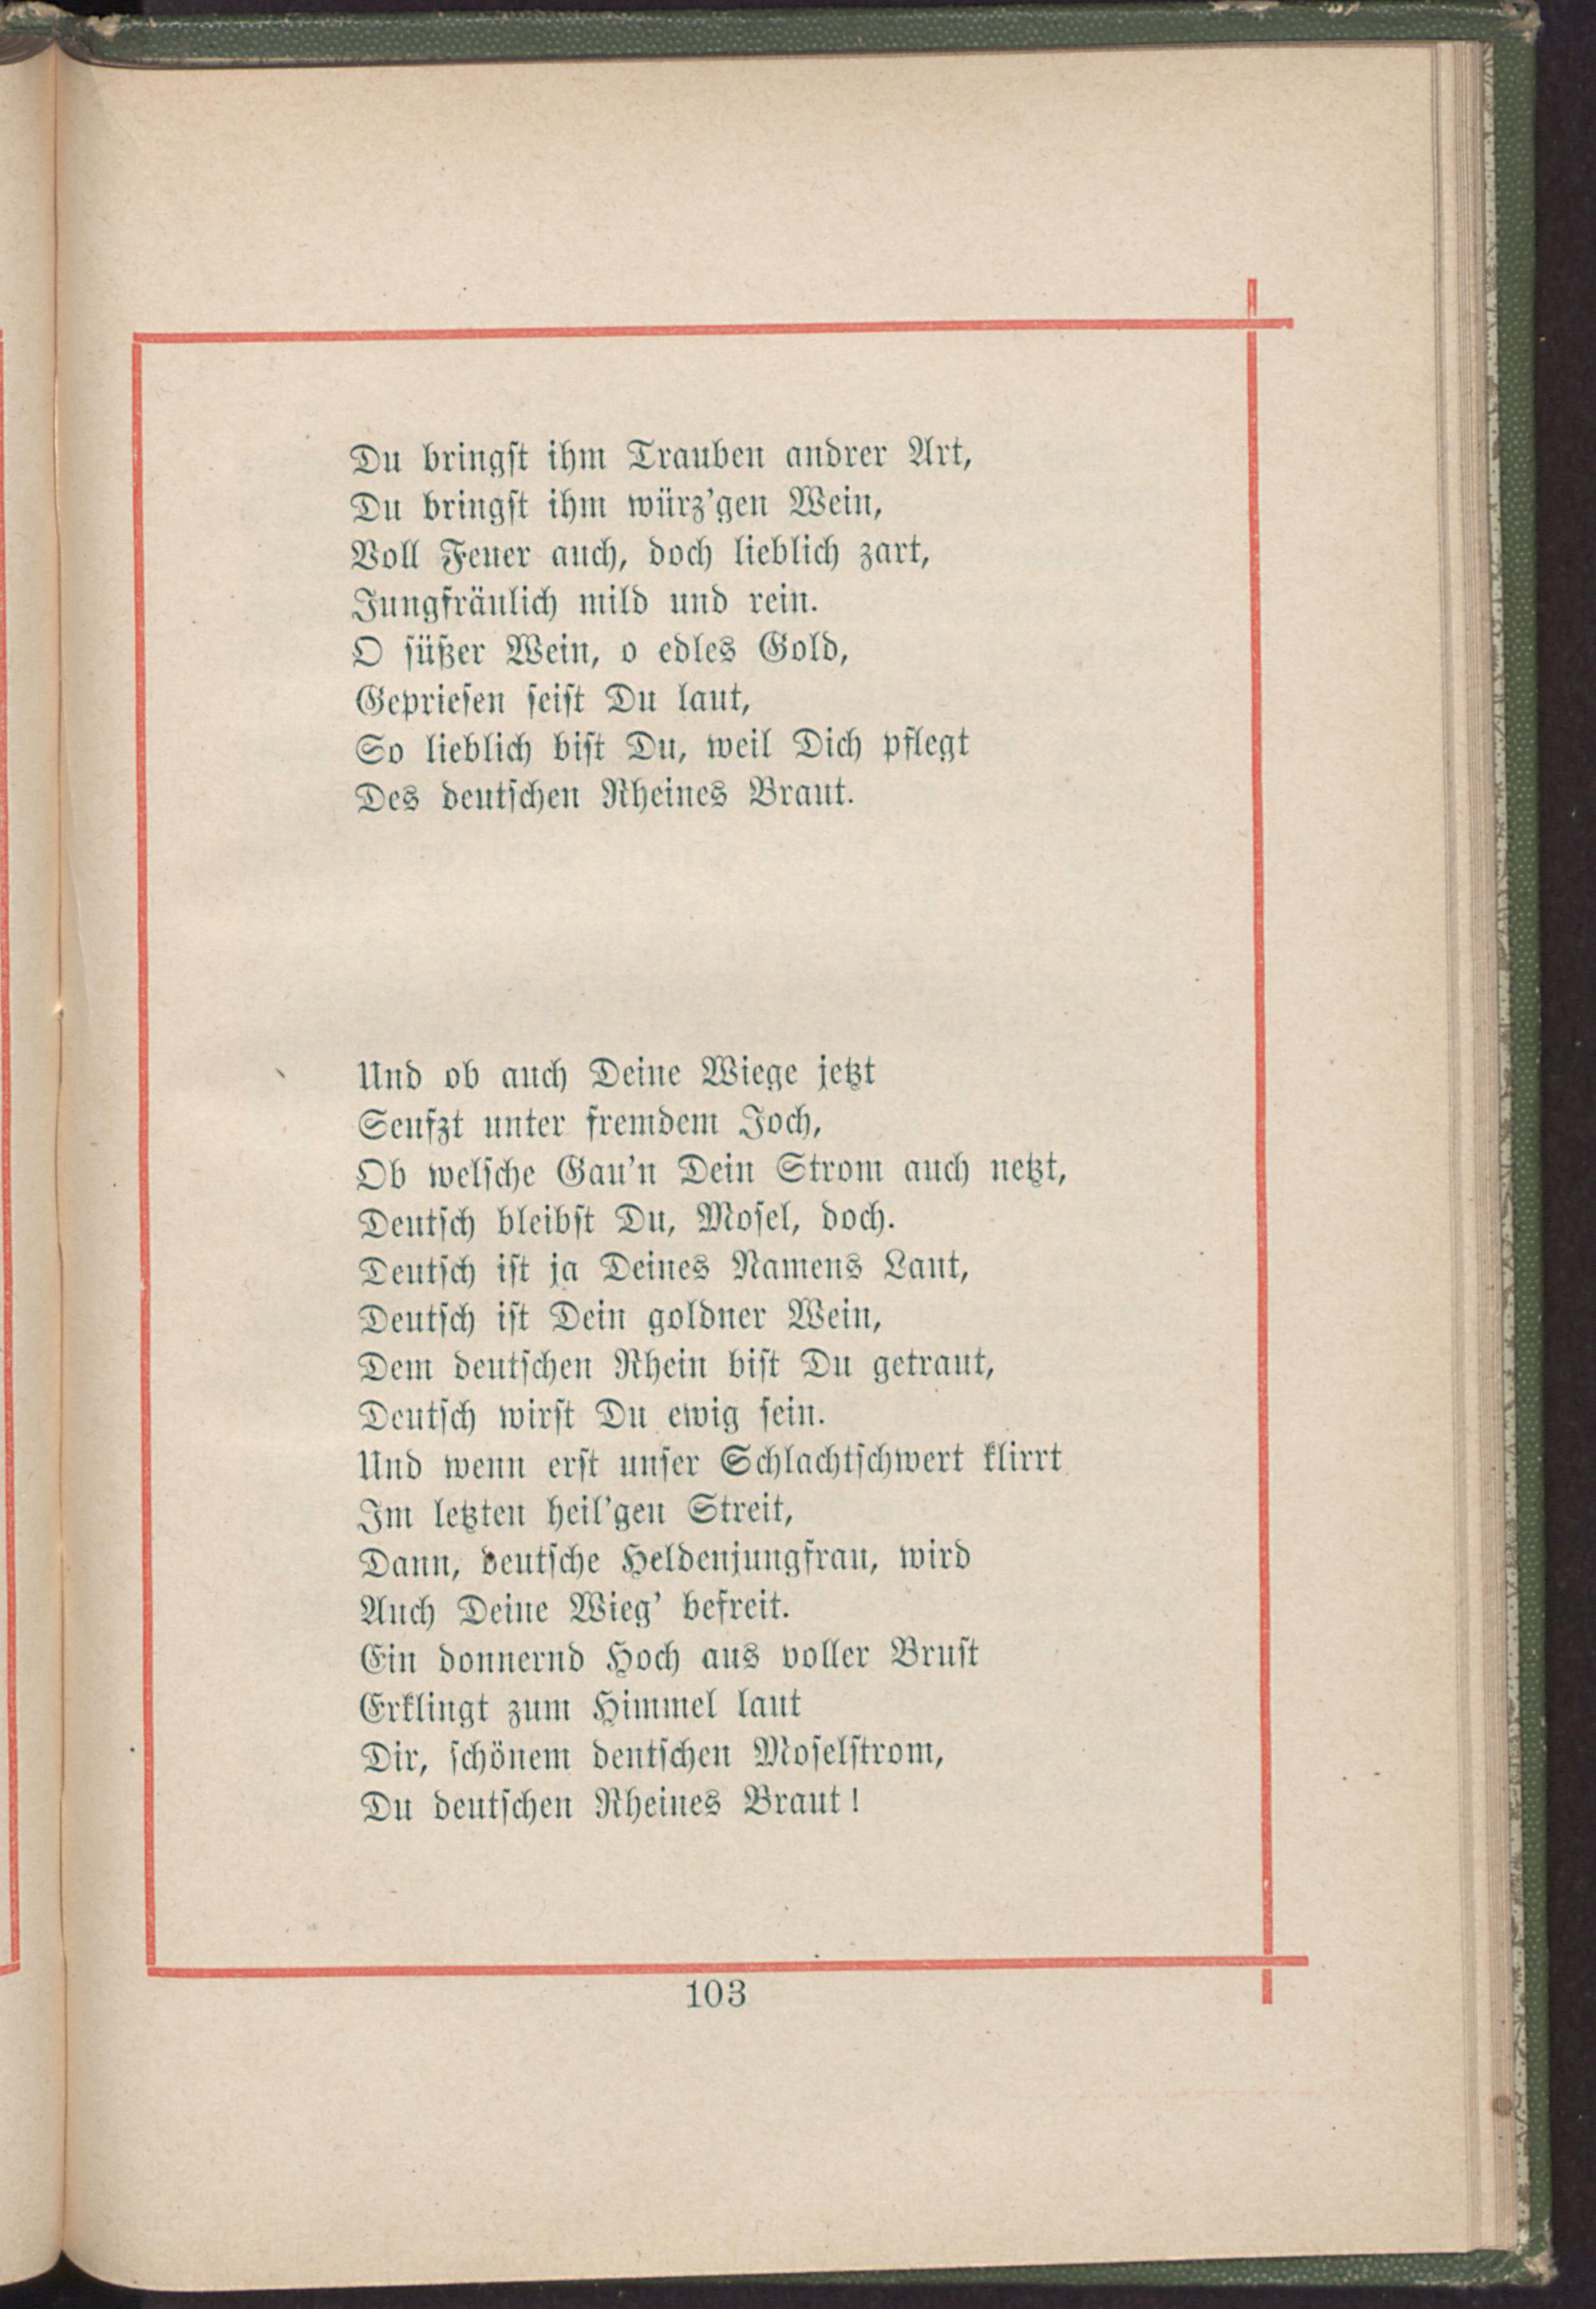 Du bringst ihm Trauben andrer Art,
Du bringst ihm würz'gen Wein,
Voll Feuer auch, doch lieblich zart,
Jungfräulich mild und rein.
O süßer Wein, o edles Gold,
Gepriesen seist Du laut,
So lieblich bist Du, weil Dich pflegt
Des deutschen Rheines Braut.
Und ob auch Deine Wiege jetzt
Seufzt unter fremdem Joch,
Ob welsche Gau'n Dein Strom auch netzt,
Deutsch bleibst Du, Mosel, doch.
Deutsch ist ja Deines Namens Laut,
Deutsch ist Dein goldner Wein,
Dem deutschen Rhein bist Du getraut,
Deutsch wirst Du ewig sein.
Und wenn erst unser Schlachtschwert klirrt
Im letzten heil'gen Streit,
Dann, deutsche Heldenjungfrau, wird
Auch Deine Wieg' befreit.
Ein donnernd Hoch aus voller Brust
Erklingt zum Himmel laut
Dir, schönem deutschen Moselstrom,
Du deutschen Rheines Braut!
103